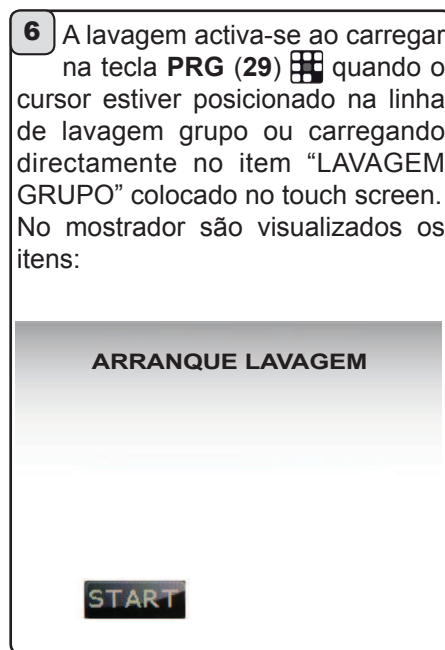 6 A lavagem activa-se ao carregar
na tecla PRG (29) quando o
cursor estiver posicionado na linha
de lavagem grupo ou carregando
directamente no item “LAVAGEM
GRUPO” colocado no touch screen.
No mostrador são visualizados os
itens:
ARRANQUE LAVAGEM
START